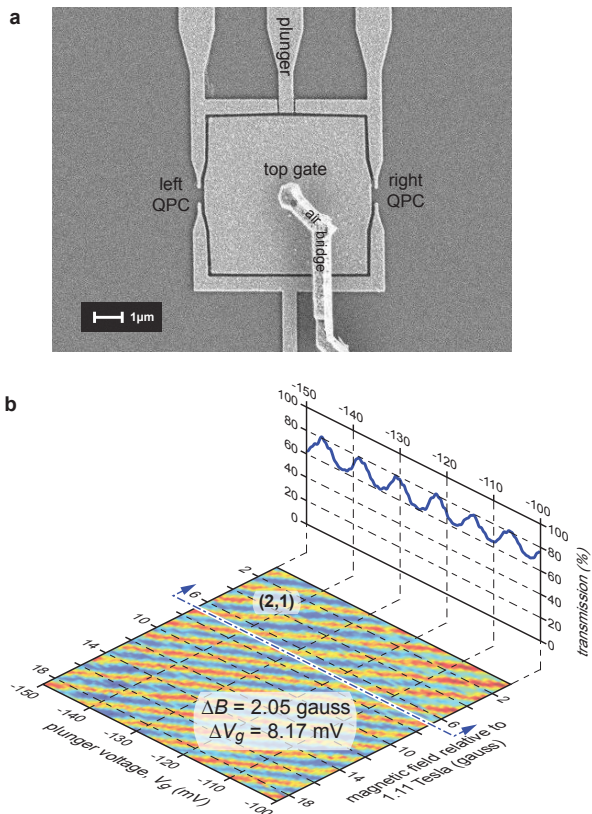 a
plunger
top gate
left
QPC
right
QPC
air
bridge
1μm
b
-150
-140
-130
-120
-110
-100
100
80
60
40
20
0
100
80
60
40
20
0
transmission (%)
2
6
10
14
18
(2,1)
ΔB = 2.05 gauss
ΔVg = 8.17 mV
-150
-140
-130
-120
-110
-100
plunger voltage, Vg (mV)
2
6
10
14
18
magnetic field relative to
1.11 Tesla (gauss)